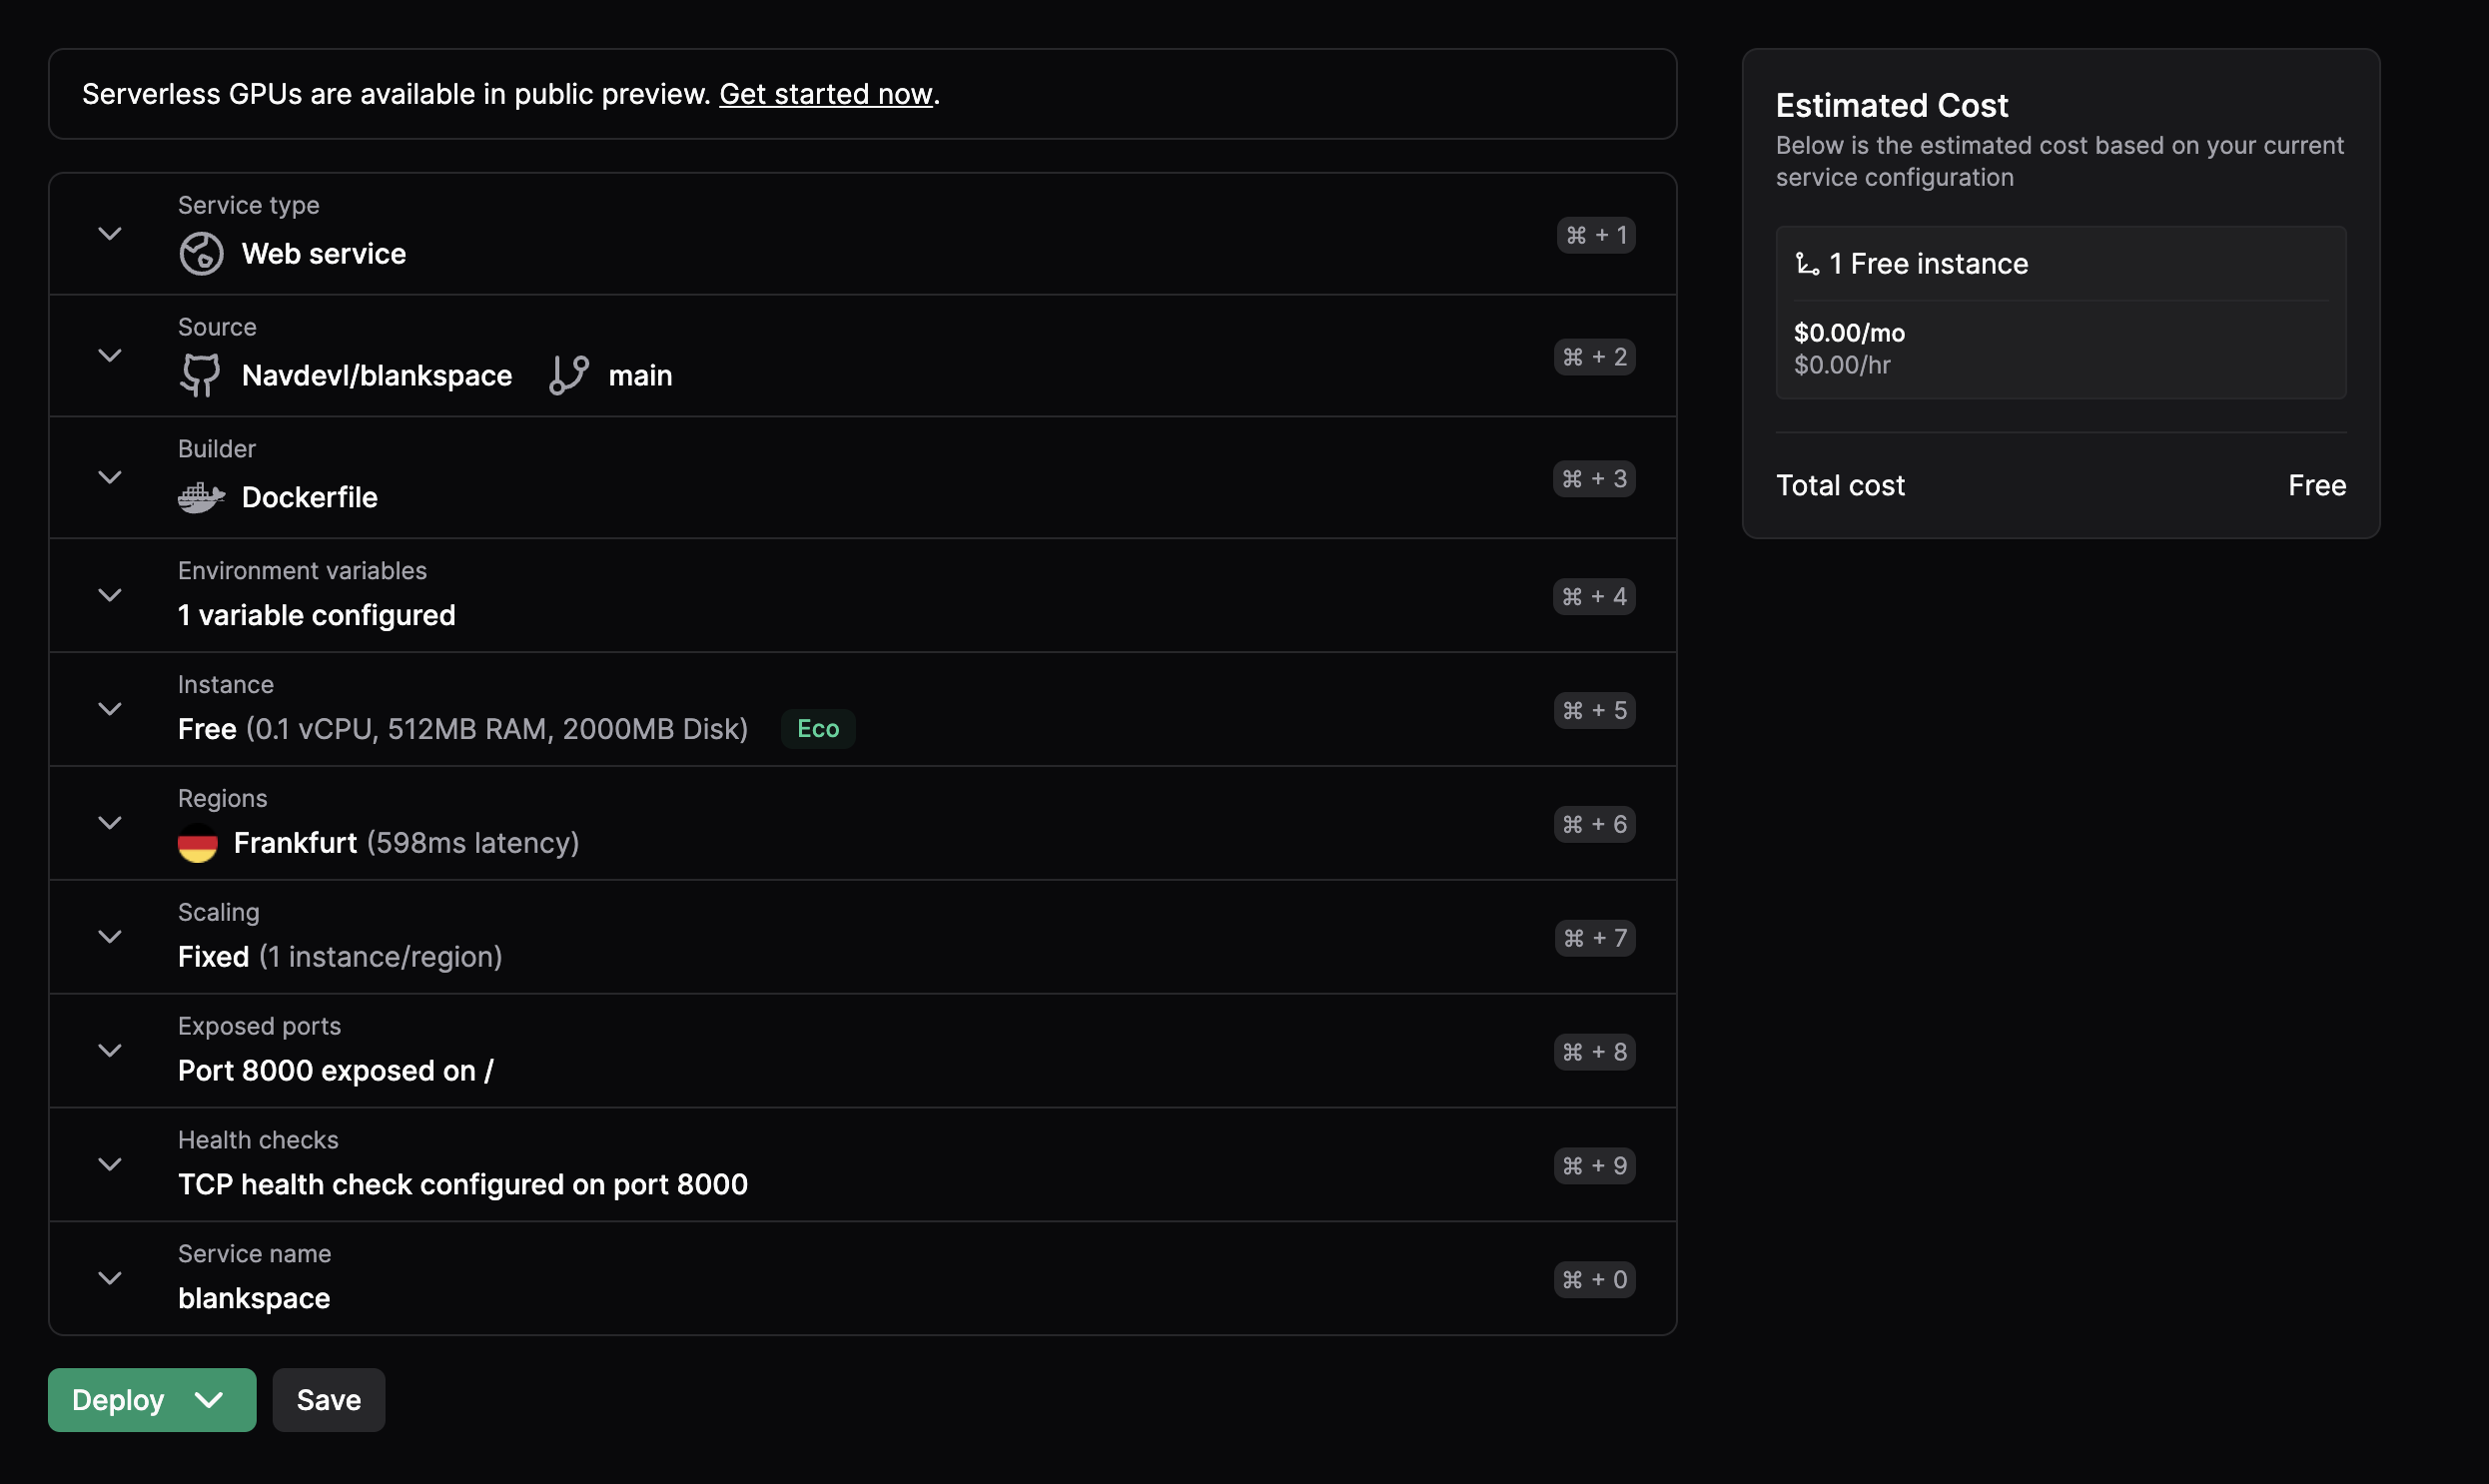 Serverless GPUs are available in public preview. Get started now.
Service type
Web service
⌘ + 1
Source
Navdevl/blankspace main
⌘ + 2
Builder
Dockerfile
⌘ + 3
Environment variables
1 variable configured
⌘ + 4
Instance
Free (0.1 vCPU, 512MB RAM, 2000MB Disk) Eco
⌘ + 5
Regions
Frankfurt (598ms latency)
⌘ + 6
Scaling
Fixed (1 instance/region)
⌘ + 7
Exposed ports
Port 8000 exposed on /
⌘ + 8
Health checks
TCP health check configured on port 8000
⌘ + 9
Service name
blankspace
⌘ + 0
Deploy
Save
Estimated Cost
Below is the estimated cost based on your current
service configuration
1 Free instance
$0.00/mo
$0.00/hr
Total cost Free